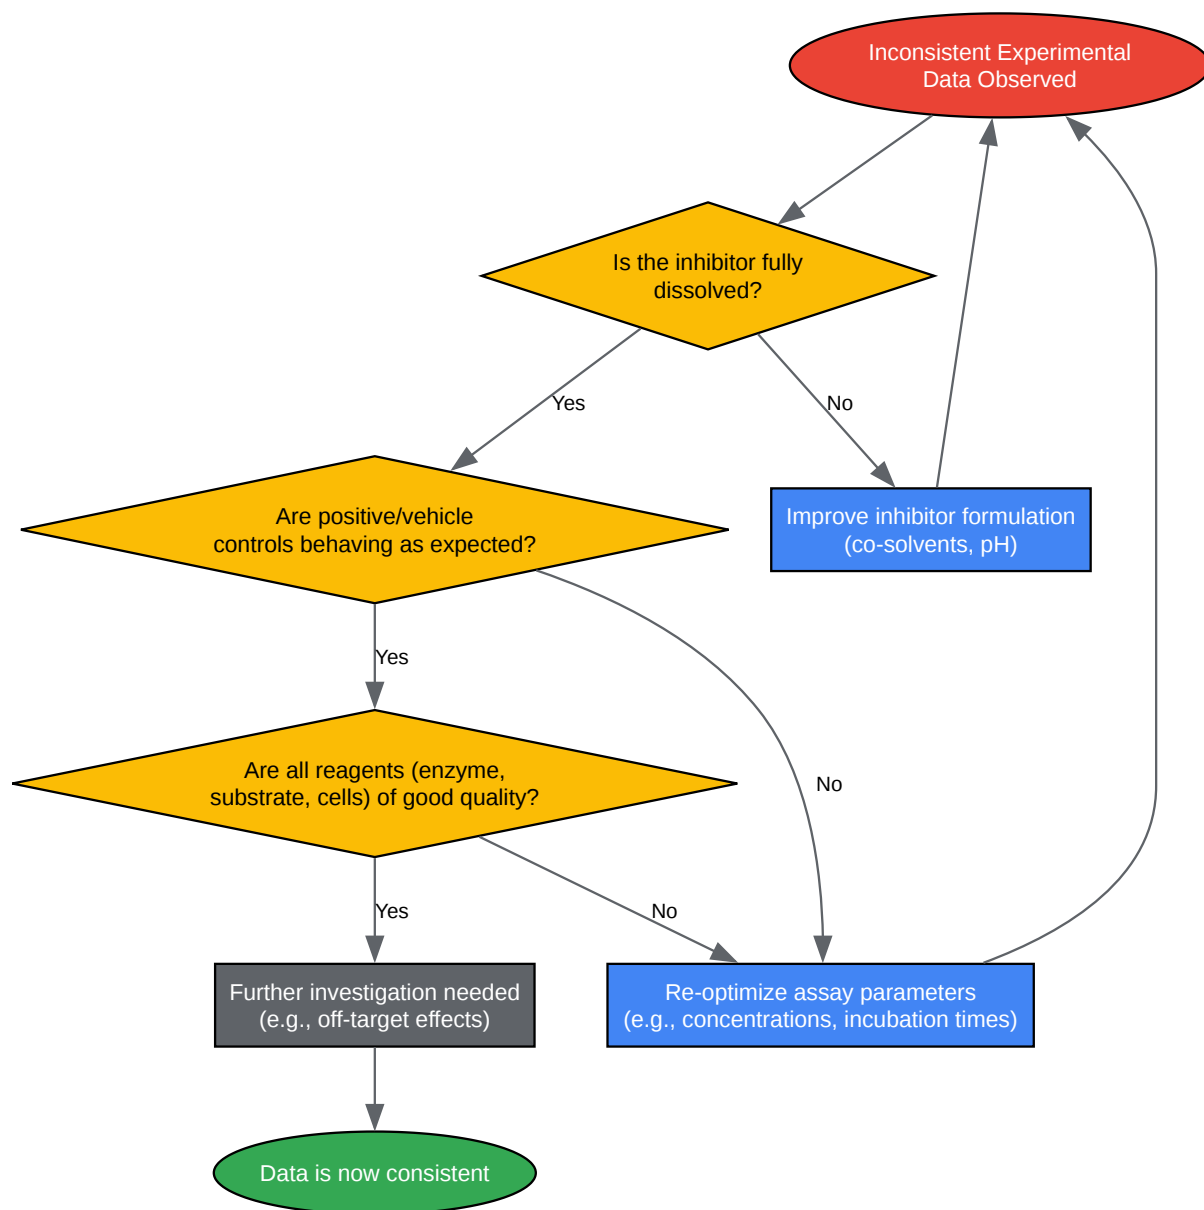 Inconsistent Experimental
Data Observed
Is the inhibitor fully
dissolved?
Yes
No
Are positive/vehicle
controls behaving as expected?
Improve inhibitor formulation
(co-solvents, pH)
Yes
No
Are all reagents (enzyme,
substrate, cells) of good quality?
Yes
No
Further investigation needed
(e.g., off-target effects)
Re-optimize assay parameters
(e.g., concentrations, incubation times)
Data is now consistent